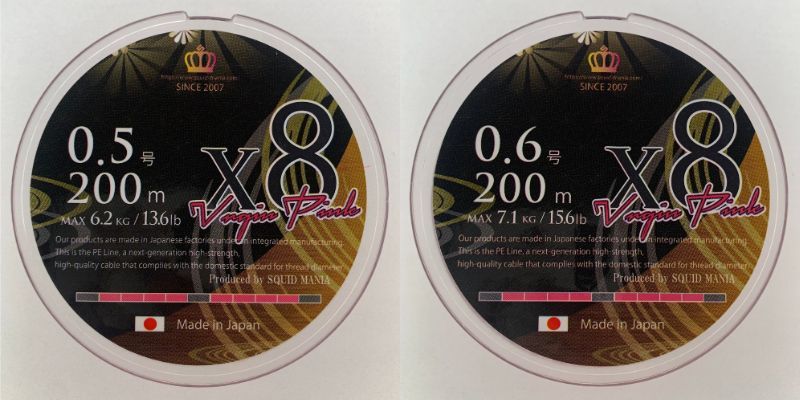 SINCE 2007
0.5号
200m
MAX 6.2 KG / 13.6lb
x8
Vngin Pink
Our products are made in Japanese factories under an integrated manufacturing.
This is the PE Line, a next-generation high-strength,
high-quality cable that complies with the domestic standard for thread diameter.
Produced by SQUID MANIA
Made in Japan
SINCE 2007
0.6号
200m
MAX 7.1 KG / 15.6lb
x8
Vngin Pink
Our products are made in Japanese factories under an integrated manufacturing.
This is the PE Line, a next-generation high-strength,
high-quality cable that complies with the domestic standard for thread diameter.
Produced by SQUID MANIA
Made in Japan